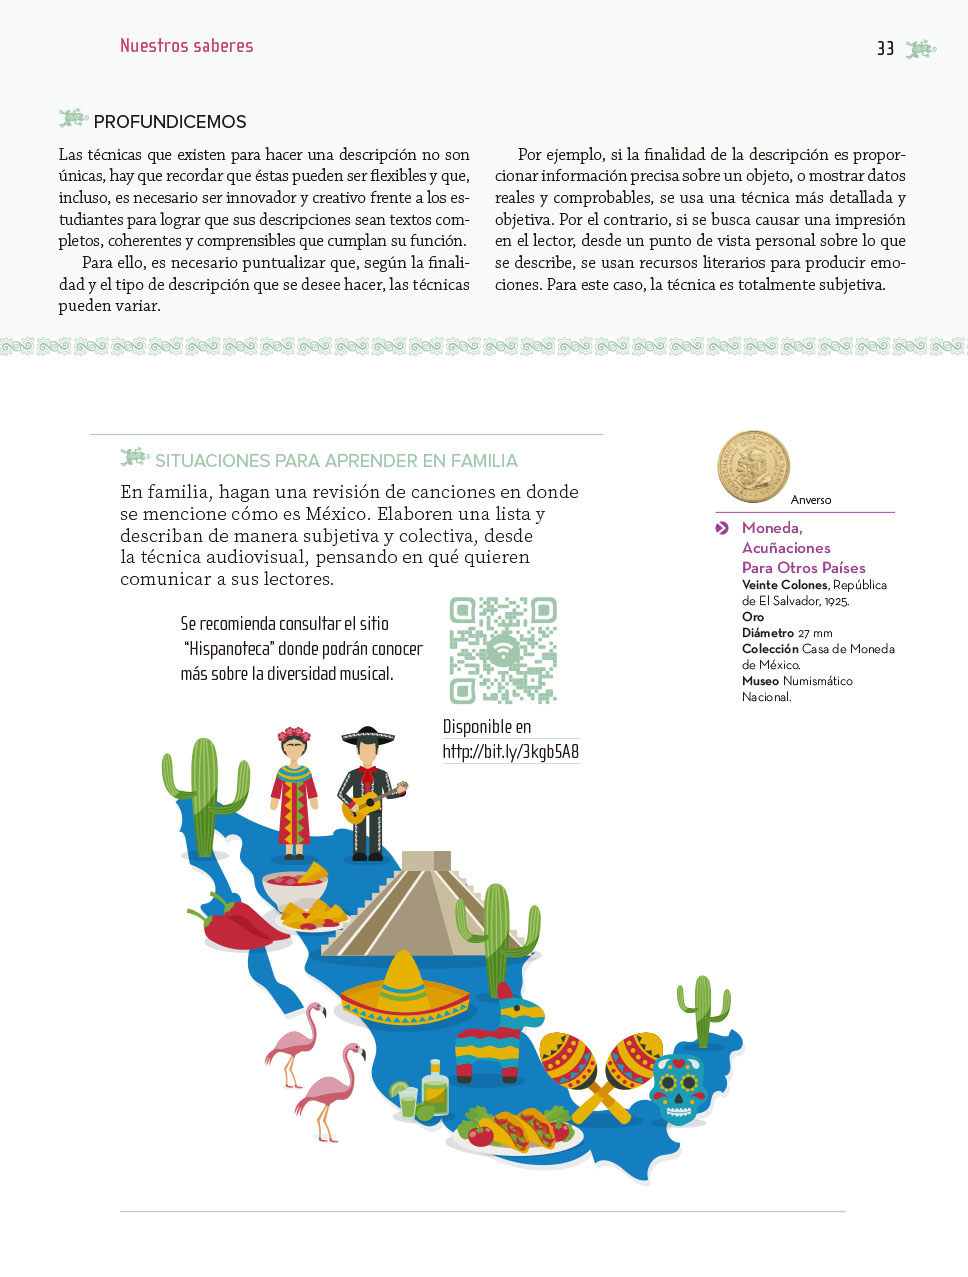 Nuestros saberes
33
PROFUNDICEMOS
Las técnicas que existen para hacer una descripción no son
únicas, hay que recordar que éstas pueden ser flexibles y que,
incluso, es necesario ser innovador y creativo frente a los es-
tudiantes para lograr que sus descripciones sean textos com-
pletos, coherentes y comprensibles que cumplan su función.
Para ello, es necesario puntualizar que, según la finali-
dad y el tipo de descripción que se desee hacer, las técnicas
pueden variar.
Por ejemplo, si la finalidad de la descripción es propor-
cionar información precisa sobre un objeto, o mostrar datos
reales y comprobables, se usa una técnica más detallada y
objetiva. Por el contrario, si se busca causar una impresión
en el lector, desde un punto de vista personal sobre lo que
se describe, se usan recursos literarios para producir emo-
ciones. Para este caso, la técnica es totalmente subjetiva.
SITUACIONES PARA APRENDER EN FAMILIA
En familia, hagan una revisión de canciones en donde
se mencione cómo es México. Elaboren una lista y
describan de manera subjetiva y colectiva, desde
la técnica audiovisual, pensando en qué quieren
comunicar a sus lectores.
Se recomienda consultar el sitio
“Hispanoteca” donde podrán conocer
más sobre la diversidad musical.
Disponible en
http://bit.ly/3kgb5A8
Anverso
Moneda,
Acuñaciones
Para Otros Países
Veinte Colones, República
de El Salvador, 1925.
Oro
Diámetro 27 mm
Colección Casa de Moneda
de México.
Museo Numismático
Nacional.